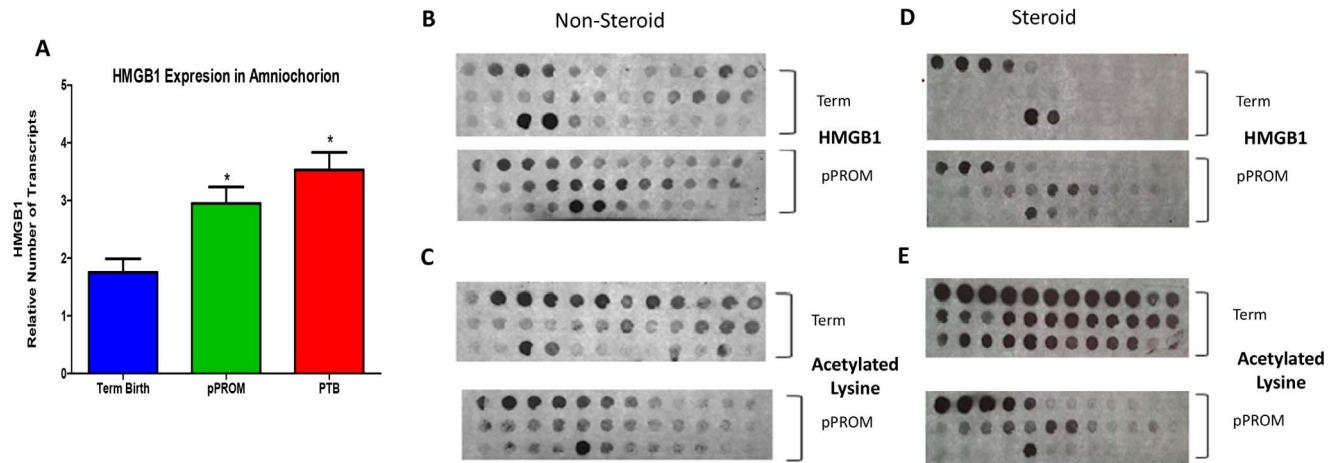 A
HMGB1 Expresion in Amniochorion
HMGB1
Relative Number of Transcripts
5
4
3
2
1
0
*
*
Term Birth
pPROM
PTB
B
Non-Steroid
Term
HMGB1
pPROM
C
Term
Acetylated
Lysine
pPROM
D
Steroid
Term
HMGB1
pPROM
E
Term
Acetylated
Lysine
pPROM